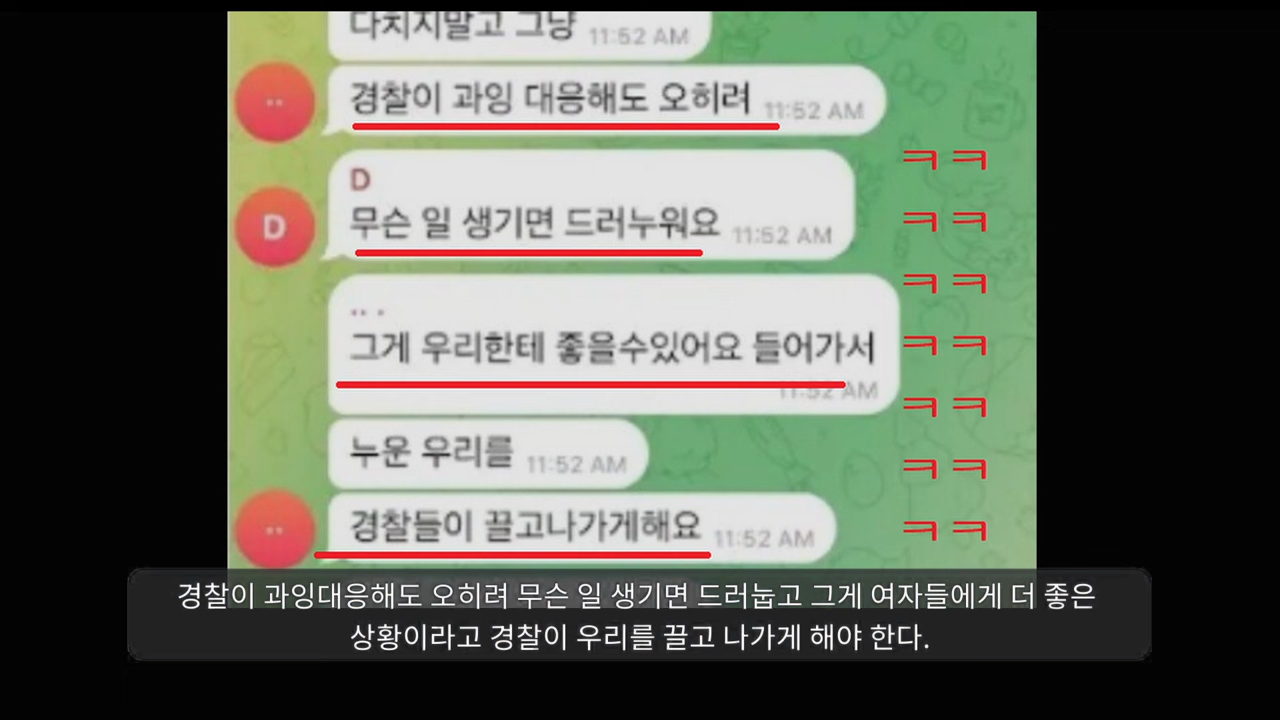 다치지말고 그냥 11:52 AM
경찰이 과잉 대응해도 오히려 11:52 AM
ㅋㅋ
D
D 무슨 일 생기면 드러누워요 11:52 AM
ㅋㅋ
ㅋㅋ
그게 우리한테 좋을수있어요 들어가서
ㅋㅋ
11:52 AM
ㅋㅋ
누운 우리를 11:52 AM
ㅋㅋ
경찰들이 끌고나가게해요 11:52 AM
ㅋㅋ
경찰이 과잉대응해도 오히려 무슨 일 생기면 드러눕고 그게 여자들에게 더 좋은
상황이라고 경찰이 우리를 끌고 나가게 해야 한다.